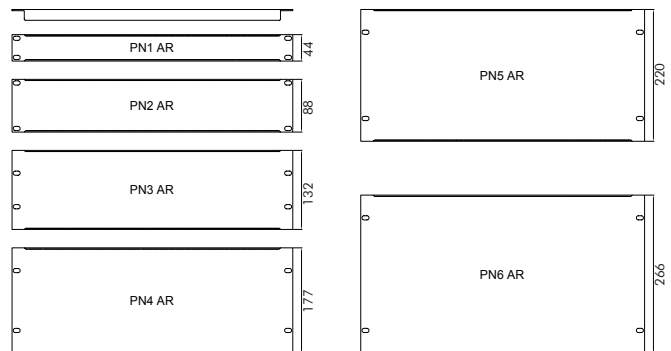 PN1 AR
44
PN2 AR
88
PN3 AR
132
PN4 AR
177
PN5 AR
220
PN6 AR
266